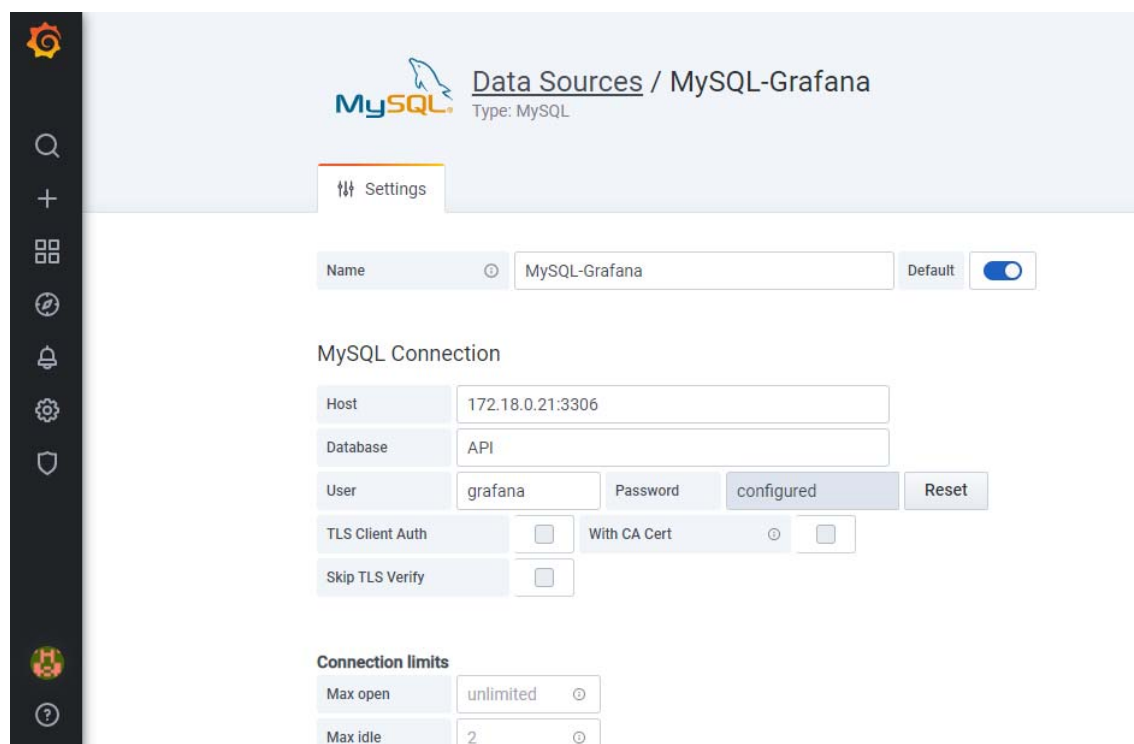 MySQL
Data Sources / MySQL-Grafana
Type: MySQL
Settings
Name MySQL-Grafana Default
MySQL Connection
Host 172.18.0.21:3306
Database API
User grafana Password configured Reset
TLS Client Auth With CA Cert
Skip TLS Verify
Connection limits
Max open unlimited
Max idle 2